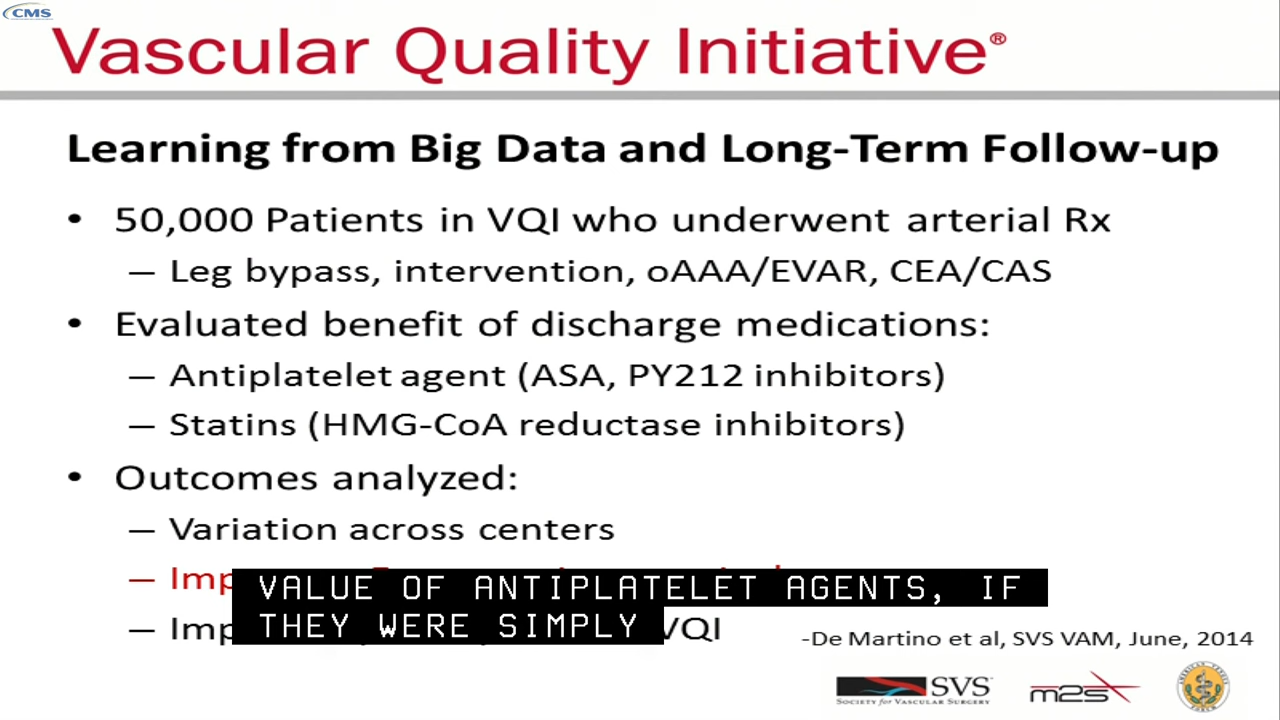 CMS
Vascular Quality Initiative®
Learning from Big Data and Long-Term Follow-up
• 50,000 Patients in VQI who underwent arterial Rx
– Leg bypass, intervention, oAAA/EVAR, CEA/CAS
• Evaluated benefit of discharge medications:
– Antiplatelet agent (ASA, PY212 inhibitors)
– Statins (HMG-CoA reductase inhibitors)
• Outcomes analyzed:
– Variation across centers
–
– VQI
VALUE OF ANTIPLATELET AGENTS, IF
THEY WERE SIMPLY
-De Martino et al, SVS VAM, June, 2014
SVS
SOCIETY for VASCULAR SURGERY
m2s